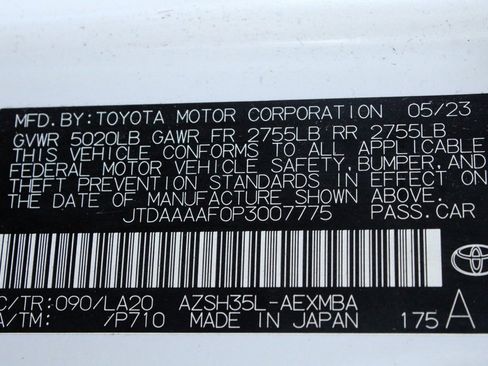 MFD.BY:TOYOTA MOTOR CORPORATION 05/23
GVWR 5020LB GAWR FR 2755LB RR 2755LB
THIS VEHICLE CONFORMS TO ALL APPLICABLE
FEDERAL MOTOR VEHICLE SAFETY, BUMPER, AND
THEFT PREVENTION STANDARDS IN EFFECT ON
THE DATE OF MANUFACTURE SHOWN ABOVE.
JTDAAAAF0P3007775 PASS.CAR
C/TR:090/LA20 AZSH35L-AEXMBA
A/TM: /P710 MADE IN JAPAN 175 A
TOYOTA